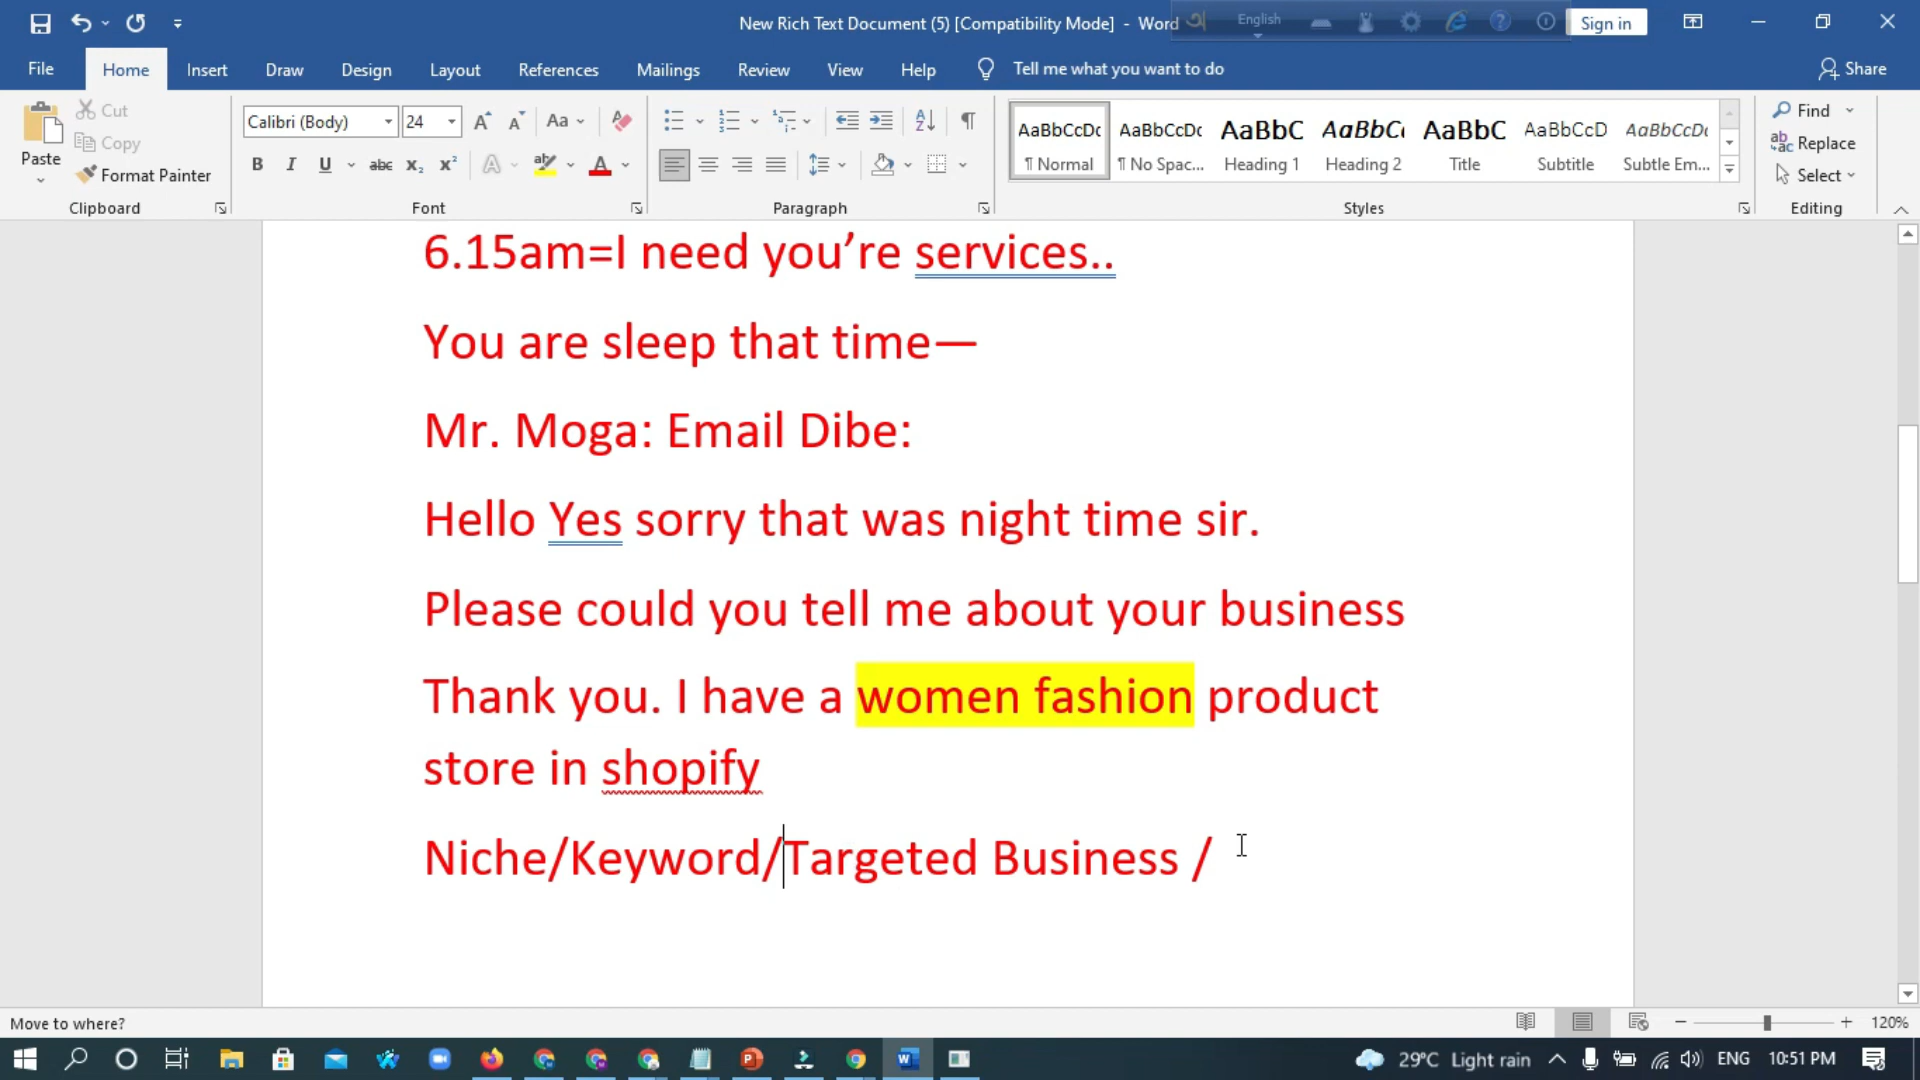 New Rich Text Document (5) [Compatibility Mode] - Word
English
Sign in
File
Home
Insert
Draw
Design
Layout
References
Mailings
Review
View
Help
Tell me what you want to do
Share
Paste
Cut
Copy
Format Painter
Clipboard
Calibri (Body)
24
Font
Paragraph
AaBbCcDc
¶ Normal
AaBbCcDc
¶ No Spac...
AaBbC
Heading 1
AaBbC
Heading 2
AaBbC
Title
AaBbCcD
Subtitle
AaBbCcDc
Subtle Em...
Styles
Find
Replace
Select
Editing
6.15am=I need you’re services..
You are sleep that time—
Mr. Moga: Email Dibe:
Hello Yes sorry that was night time sir.
Please could you tell me about your business
Thank you. I have a women fashion product
store in shopify
Niche/Keyword/Targeted Business /
Move to where?
120%
29°C Light rain
ENG
10:51 PM